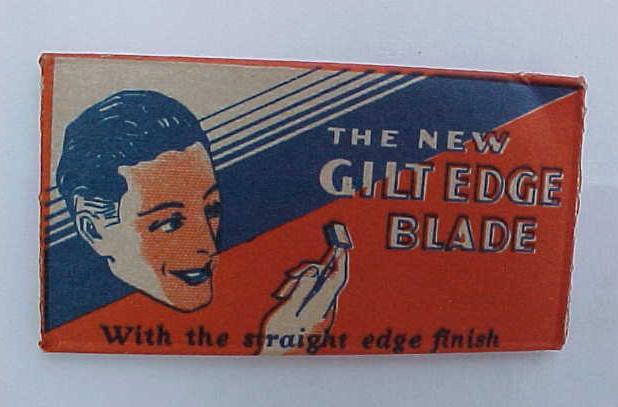 THE NEW
GILT EDGE
BLADE
With the straight edge finish